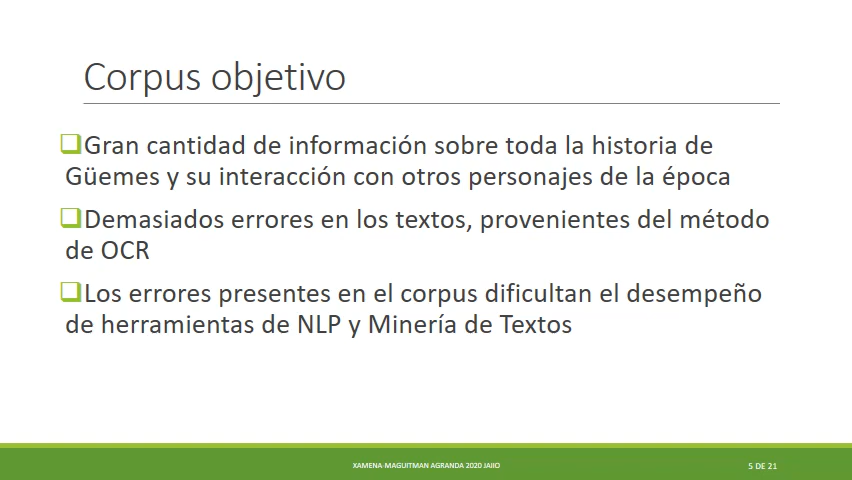 Corpus objetivo
Gran cantidad de información sobre toda la historia de
Güemes y su interacción con otros personajes de la época
Demasiados errores en los textos, provenientes del método
de OCR
Los errores presentes en el corpus dificultan el desempeño
de herramientas de NLP y Minería de Textos
XAMENA-MAGUITMAN AGRANDA 2020 JAIIO
5 DE 21